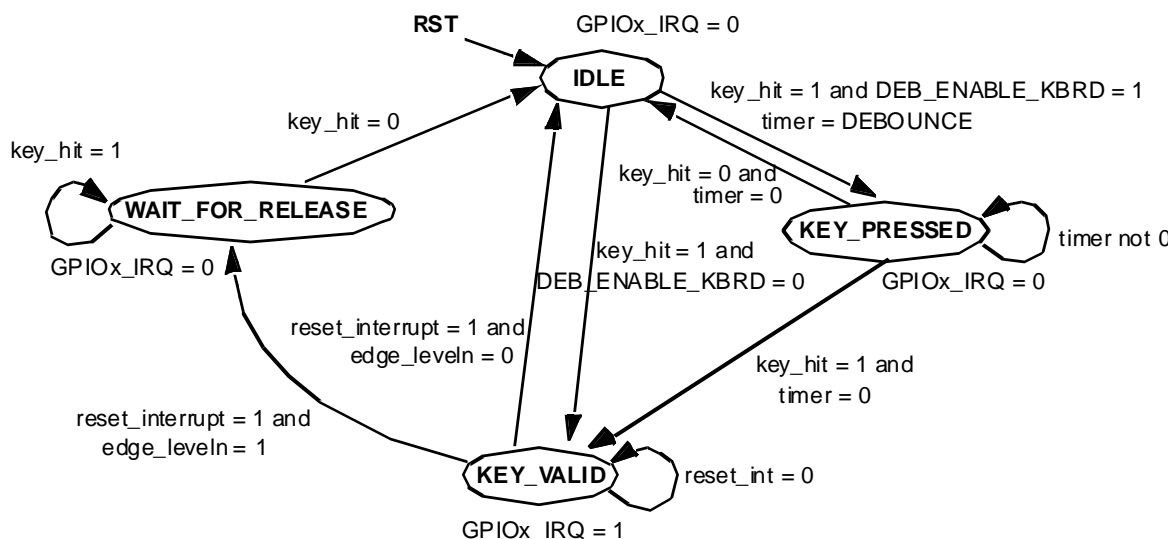 RST
GPIOx_IRQ = 0
IDLE
key_hit = 1 and DEB_ENABLE_KBRD = 1
timer = DEBOUNCE
key_hit = 0
key_hit = 1
key_hit = 0 and
timer = 0
WAIT_FOR_RELEASE
KEY_PRESSED
timer not 0
GPIOx_IRQ = 0
key_hit = 1 and
DEB_ENABLE_KBRD = 0
GPIOx_IRQ = 0
reset_interrupt = 1 and
edge_leveln = 0
key_hit = 1 and
timer = 0
reset_interrupt = 1 and
edge_leveln = 1
KEY_VALID
reset_int = 0
GPIOx IRQ = 1